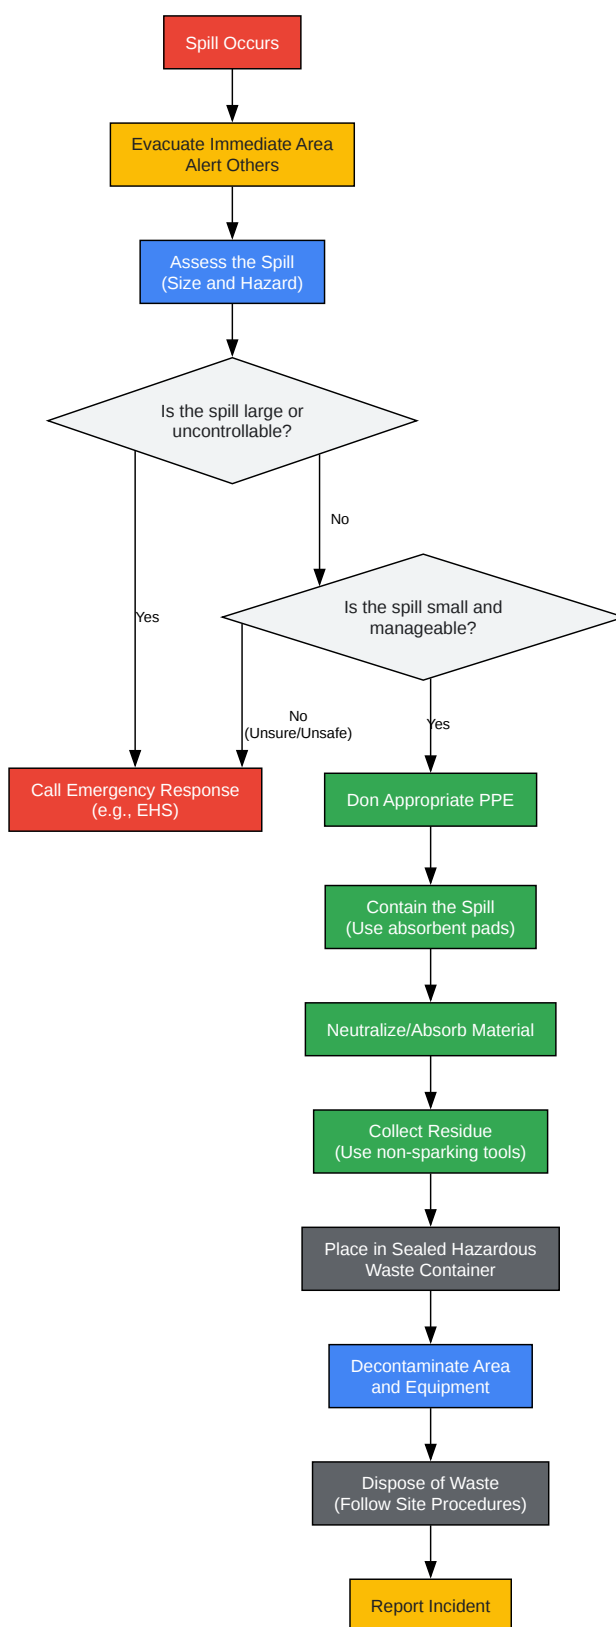 Spill Occurs
Evacuate Immediate Area
Alert Others
Assess the Spill
(Size and Hazard)
Is the spill large or
uncontrollable?
No
Is the spill small and
manageable?
Yes
No
(Unsure/Unsafe)
Yes
Call Emergency Response
(e.g., EHS)
Don Appropriate PPE
Contain the Spill
(Use absorbent pads)
Neutralize/Absorb Material
Collect Residue
(Use non-sparking tools)
Place in Sealed Hazardous
Waste Container
Decontaminate Area
and Equipment
Dispose of Waste
(Follow Site Procedures)
Report Incident